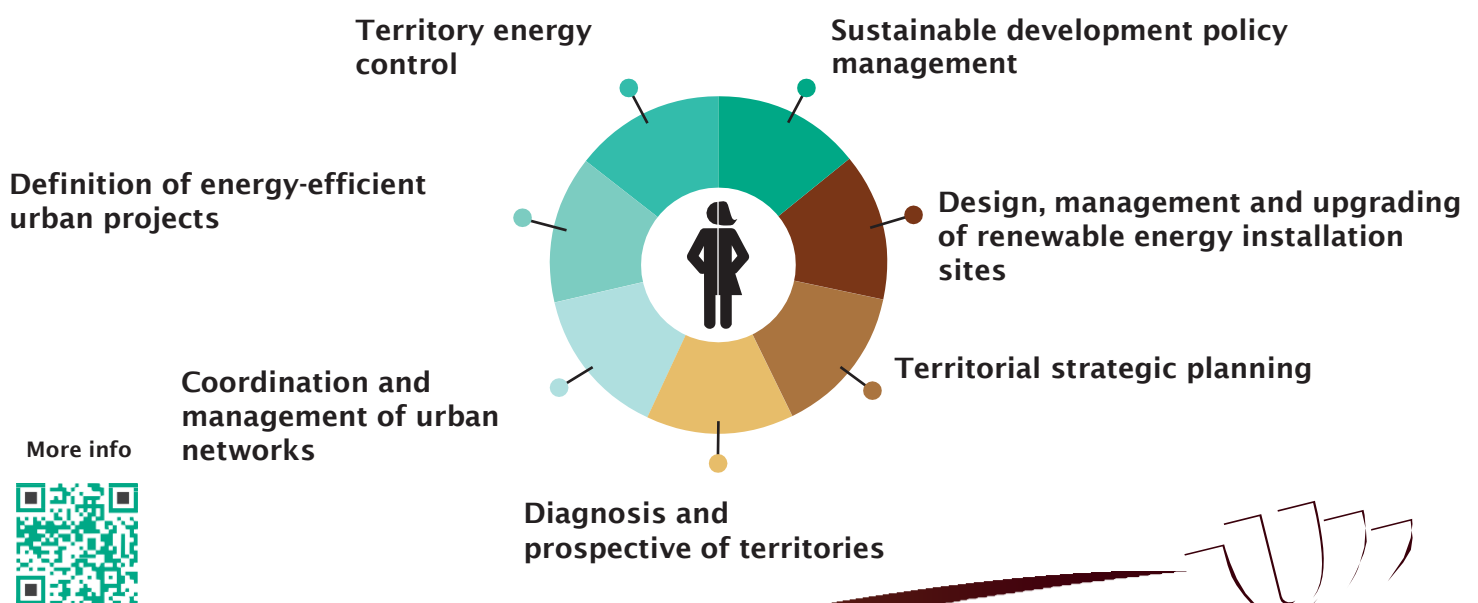 Territory energy
control
Sustainable development policy
management
Definition of energy-efficient
urban projects
Design, management and upgrading
of renewable energy installation
sites
Territorial strategic planning
Coordination and
management of urban
networks
More info
Diagnosis and
prospective of territories